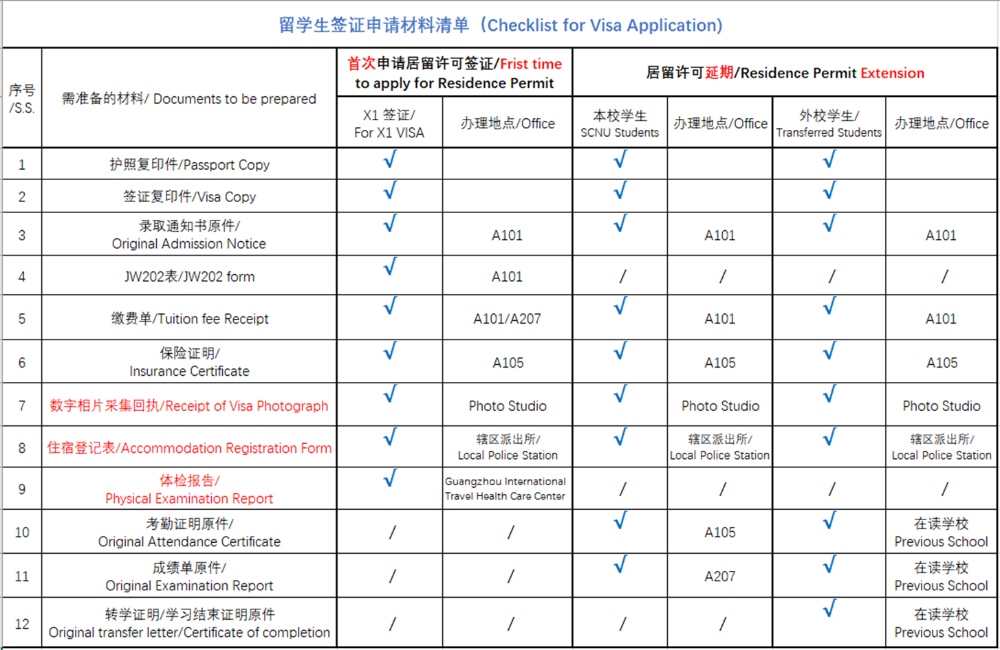 留学生签证申请材料清单（Checklist for Visa Application)
序号
/S.S.
需准备的材料/ Documents to be prepared
首次申请居留许可签证/Frist time
to apply for Residence Permit
居留许可延期/Residence Permit Extension
X1 签证/
For X1 VISA
办理地点/Office
本校学生
SCNU Students
办理地点/Office
外校学生/
Transferred Students
办理地点/Office
1
护照复印件/Passport Copy
√
√
√
2
签证复印件/Visa Copy
√
√
√
3
录取通知书原件/
Original Admission Notice
√
A101
√
A101
√
A101
4
JW202表/JW202 form
√
A101
/
/
/
/
5
缴费单/Tuition fee Receipt
√
A101/A207
√
A101
√
A101
6
保险证明/
Insurance Certificate
√
A105
√
A105
√
A105
7
数字相片采集回执/Receipt of Visa Photograph
√
Photo Studio
√
Photo Studio
√
Photo Studio
8
住宿登记表/Accommodation Registration Form
√
辖区派出所/
Local Police Station
√
辖区派出所/
Local Police Station
√
辖区派出所/
Local Police Station
9
体检报告/
Physical Examination Report
√
Guangzhou International
Travel Health Care Center
/
/
/
/
10
考勤证明原件/
Original Attendance Certificate
/
/
√
A105
√
在读学校
Previous School
11
成绩单原件/
Original Examination Report
/
/
√
A207
√
在读学校
Previous School
12
转学证明/学习结束证明原件
Original transfer letter/Certificate of completion
/
/
/
/
√
在读学校
Previous School